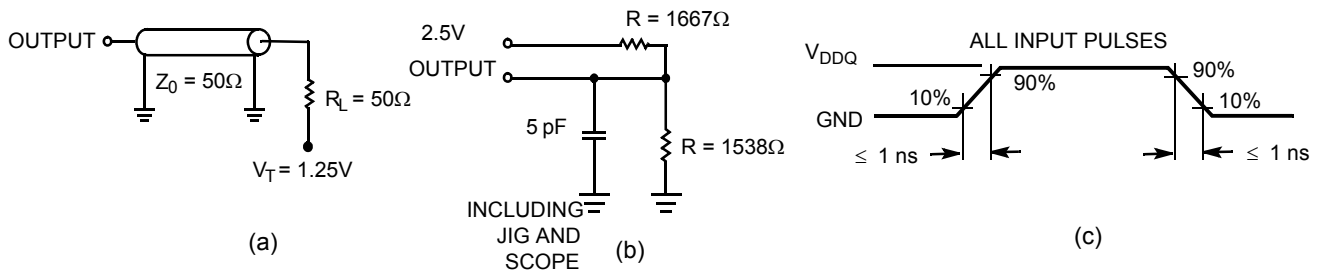 OUTPUT
Z0 = 50Ω
RL = 50Ω
VT = 1.25V
(a)
R = 1667Ω
2.5V
OUTPUT
5 pF
R = 1538Ω
INCLUDING
JIG AND
SCOPE
(b)
ALL INPUT PULSES
VDDQ
90%
90%
10%
10%
GND
≤ 1 ns
≤ 1 ns
(c)